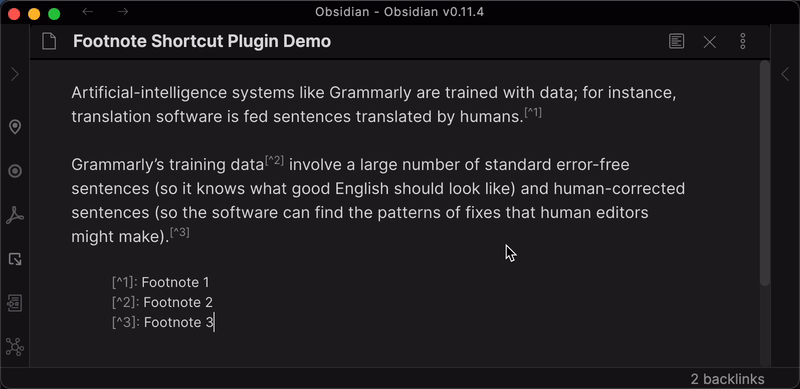 Obsidian - Obsidian v0.11.4
Footnote Shortcut Plugin Demo
Artificial-intelligence systems like Grammarly are trained with data; for instance,
translation software is fed sentences translated by humans.[^1]
Grammarly’s training data[^2] involve a large number of standard error-free
sentences (so it knows what good English should look like) and human-corrected
sentences (so the software can find the patterns of fixes that human editors
might make).[^3]
[^1]: Footnote 1
[^2]: Footnote 2
[^3]: Footnote 3
2 backlinks